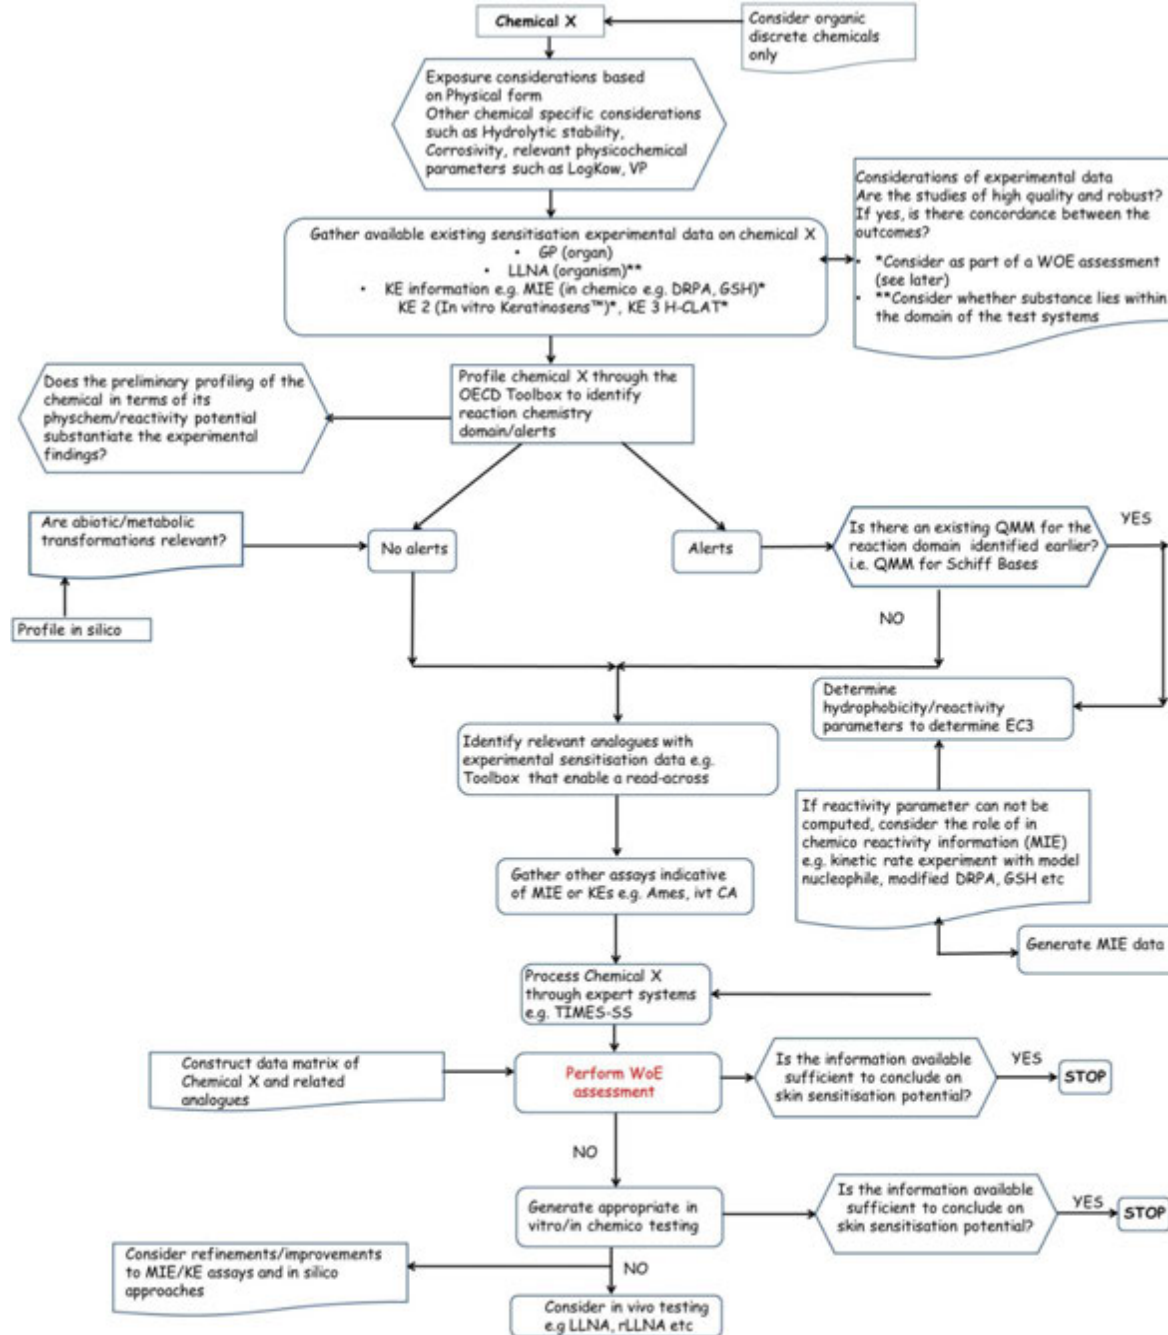 Chemical X
Consider organic
discrete chemicals
only
Exposure considerations based
on Physical form
Other chemical specific considerations
such as Hydrolytic stability,
Corrosivity, relevant physicochemical
parameters such as LogKow, VP
Considerations of experimental data
Are the studies of high quality and robust?
If yes, is there concordance between the
outcomes?
• *Consider as part of a WOE assessment
(see later)
• **Consider whether substance lies within
the domain of the test systems
Gather available existing sensitisation experimental data on chemical X
• GP (organ)
• LLNA (organism)**
• KE information e.g. MIE (in chemico e.g. DRPA, GSH)*
KE 2 (In vitro Keratinosens™)*, KE 3 H-CLAT*
Does the preliminary profiling of the
chemical in terms of its
physchem/reactivity potential
substantiate the experimental
findings?
Profile chemical X through the
OECD Toolbox to identify
reaction chemistry
domain/alerts
Are abiotic/metabolic
transformations relevant?
No alerts
Alerts
Is there an existing QMM for the
reaction domain identified earlier?
i.e. QMM for Schiff Bases
YES
Profile in silico
NO
Determine
hydrophobicity/reactivity
parameters to determine EC3
Identify relevant analogues with
experimental sensitisation data e.g.
Toolbox that enable a read-across
If reactivity parameter can not be
computed, consider the role of in
chemico reactivity information (MIE)
e.g. kinetic rate experiment with model
nucleophile, modified DRPA, GSH etc
Gather other assays indicative
of MIE or KEs e.g. Ames, ivt CA
Generate MIE data
Process Chemical X
through expert systems
e.g. TIMES-SS
Construct data matrix of
Chemical X and related
analogues
Perform WoE
assessment
Is the information available
sufficient to conclude on
skin sensitisation potential?
YES
STOP
NO
Generate appropriate in
vitro/in chemico testing
Is the information available
sufficient to conclude on
skin sensitisation potential?
YES
STOP
Consider refinements/improvements
to MIE/KE assays and in silico
approaches
NO
Consider in vivo testing
e.g LLNA, rLLNA etc